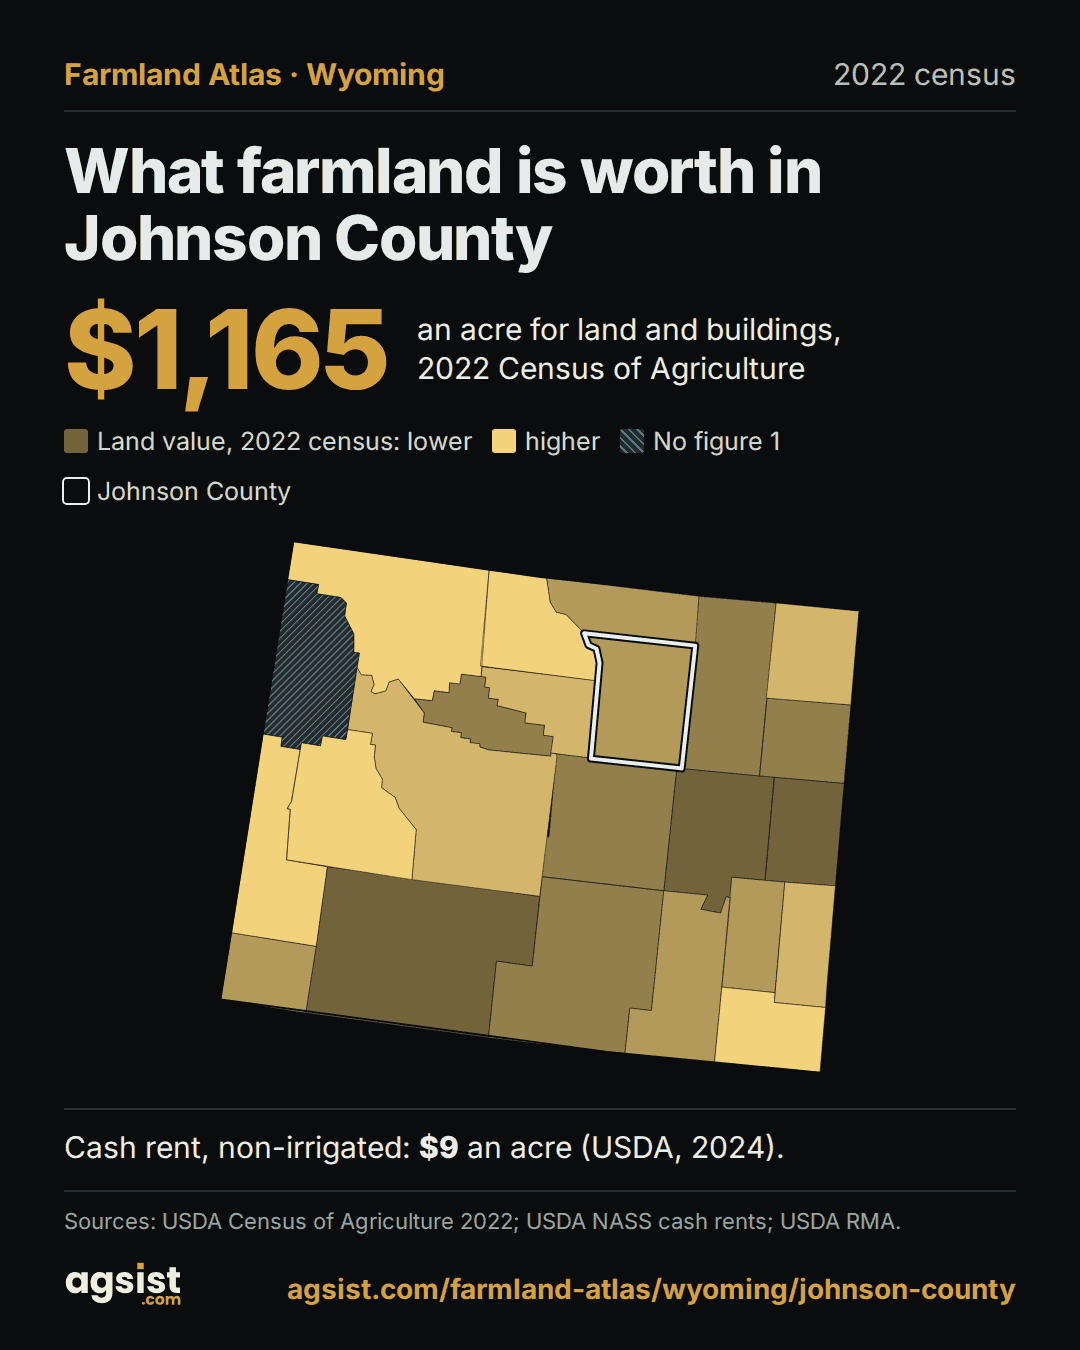 Farmland Atlas · Wyoming
2022 census
What farmland is worth in
Johnson County
$1,165
an acre for land and buildings,
2022 Census of Agriculture
Land value, 2022 census: lower
higher
No figure 1
Johnson County
Cash rent, non-irrigated: $9 an acre (USDA, 2024).
Sources: USDA Census of Agriculture 2022; USDA NASS cash rents; USDA RMA.
agsist
.com
agsist.com/farmland-atlas/wyoming/johnson-county